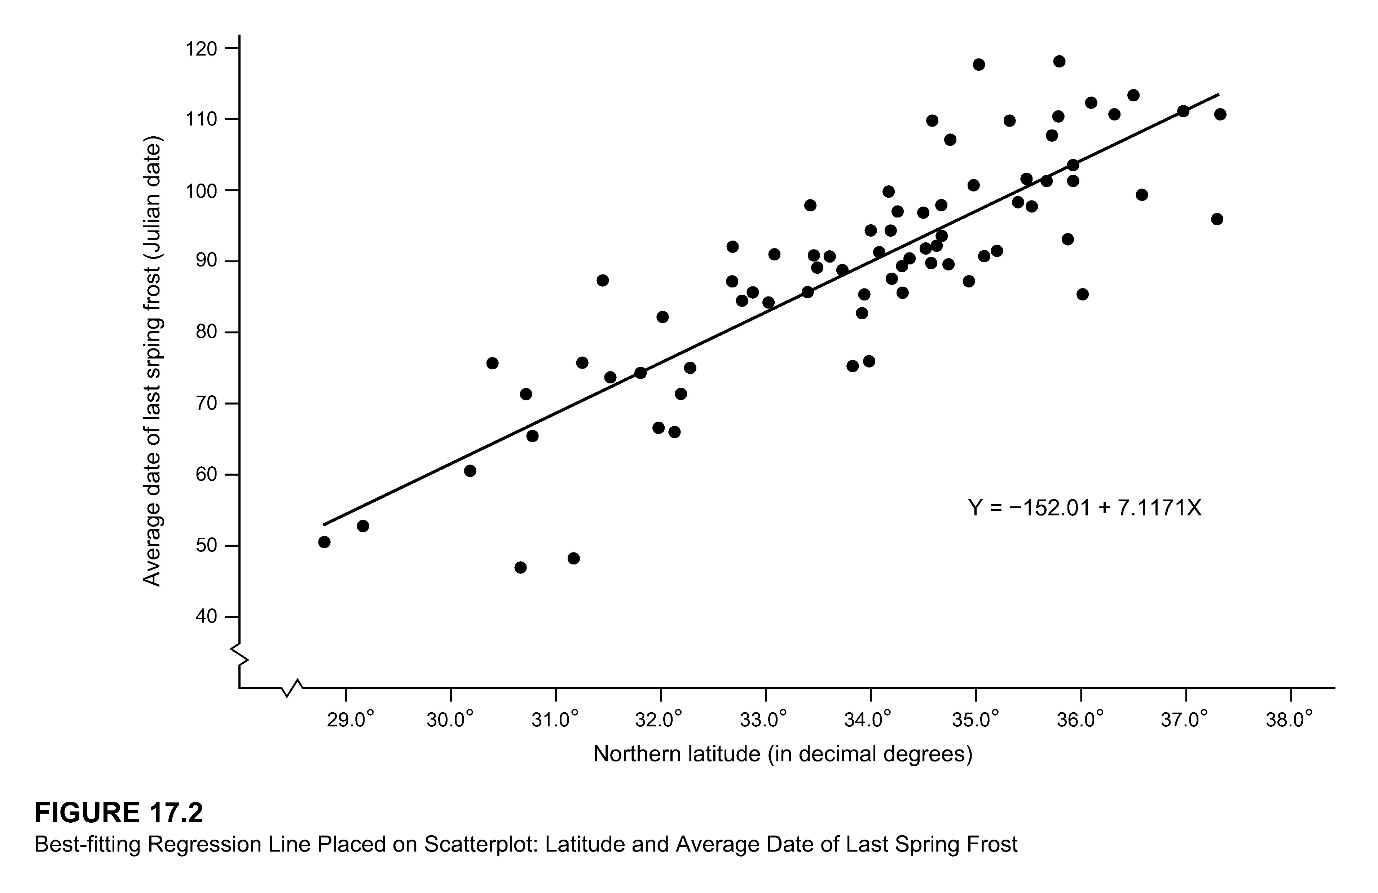 120
110
100
90
80
70
60
50
40
Average date of last srping frost (Julian date)
Y = −152.01 + 7.1171X
29.0° 30.0° 31.0° 32.0° 33.0° 34.0° 35.0° 36.0° 37.0° 38.0°
Northern latitude (in decimal degrees)
FIGURE 17.2
Best-fitting Regression Line Placed on Scatterplot: Latitude and Average Date of Last Spring Frost